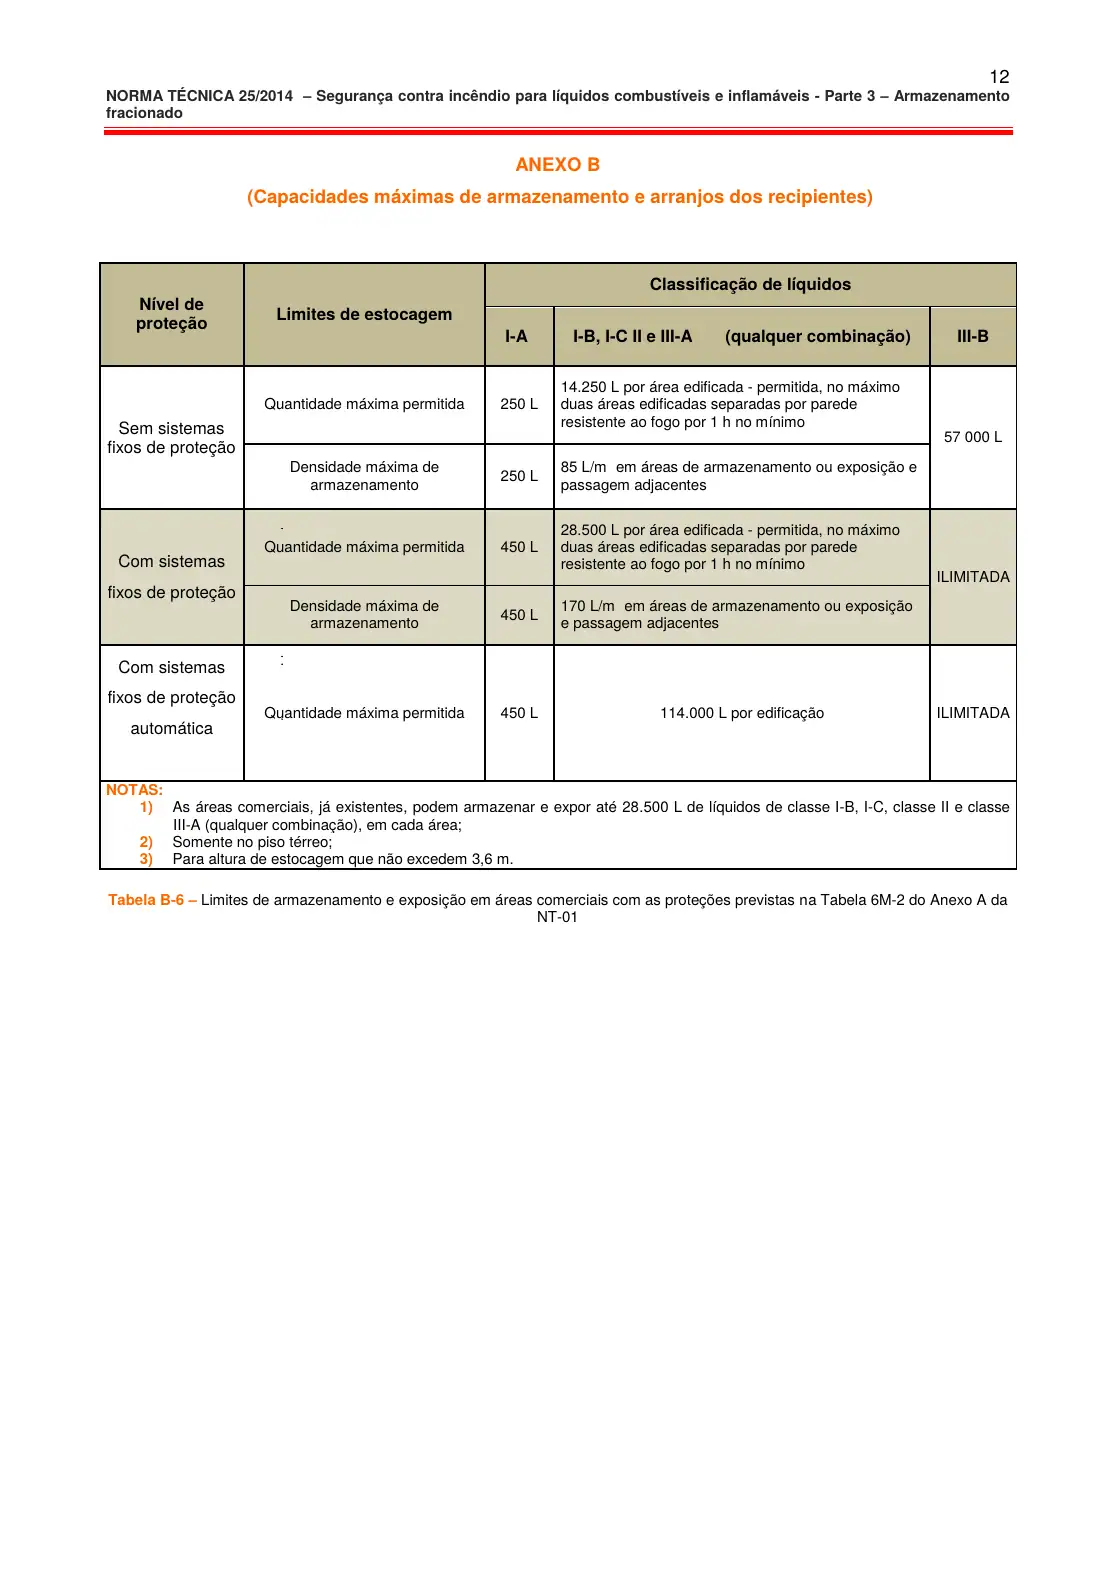 12
NORMA TÉCNICA 25/2014 – Segurança contra incêndio para líquidos combustíveis e inflamáveis - Parte 3 – Armazenamento
fracionado
ANEXO B
(Capacidades máximas de armazenamento e arranjos dos recipientes)
Nível de
proteção
Limites de estocagem
Classificação de líquidos
I-A
I-B, I-C II e III-A (qualquer combinação)
III-B
Sem sistemas
fixos de proteção
Quantidade máxima permitida
250 L
14.250 L por área edificada - permitida, no máximo
duas áreas edificadas separadas por parede
resistente ao fogo por 1 h no mínimo
57 000 L
Densidade máxima de
armazenamento
250 L
85 L/m em áreas de armazenamento ou exposição e
passagem adjacentes
Com sistemas
fixos de proteção
Quantidade máxima permitida
450 L
28.500 L por área edificada - permitida, no máximo
duas áreas edificadas separadas por parede
resistente ao fogo por 1 h no mínimo
ILIMITADA
Densidade máxima de
armazenamento
450 L
170 L/m em áreas de armazenamento ou exposição
e passagem adjacentes
Com sistemas
fixos de proteção
automática
Quantidade máxima permitida
450 L
114.000 L por edificação
ILIMITADA
NOTAS:
1) As áreas comerciais, já existentes, podem armazenar e expor até 28.500 L de líquidos de classe I-B, I-C, classe II e classe
III-A (qualquer combinação), em cada área;
2) Somente no piso térreo;
3) Para altura de estocagem que não excedem 3,6 m.
Tabela B-6 – Limites de armazenamento e exposição em áreas comerciais com as proteções previstas na Tabela 6M-2 do Anexo A da
NT-01